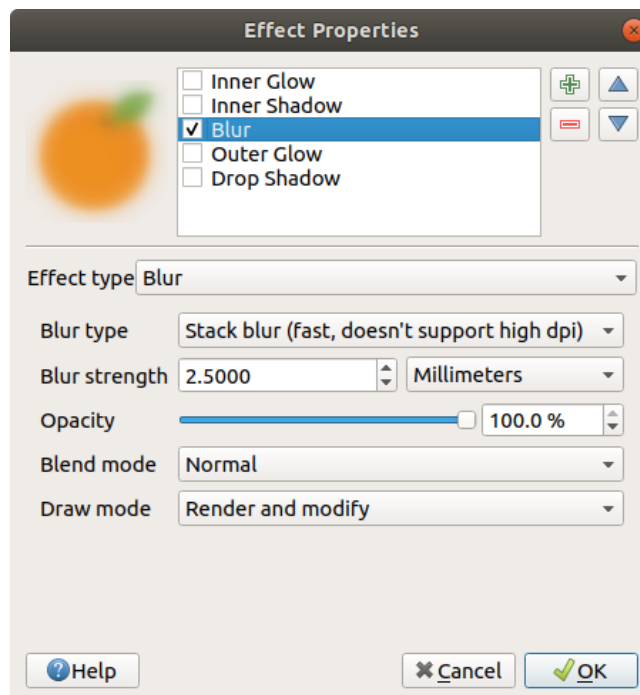 Effect Properties
Inner Glow
Inner Shadow
Blur
Outer Glow
Drop Shadow
Effect type Blur
Blur type Stack blur (fast, doesn't support high dpi)
Blur strength 2.5000 Millimeters
Opacity 100.0 %
Blend mode Normal
Draw mode Render and modify
Help Cancel OK